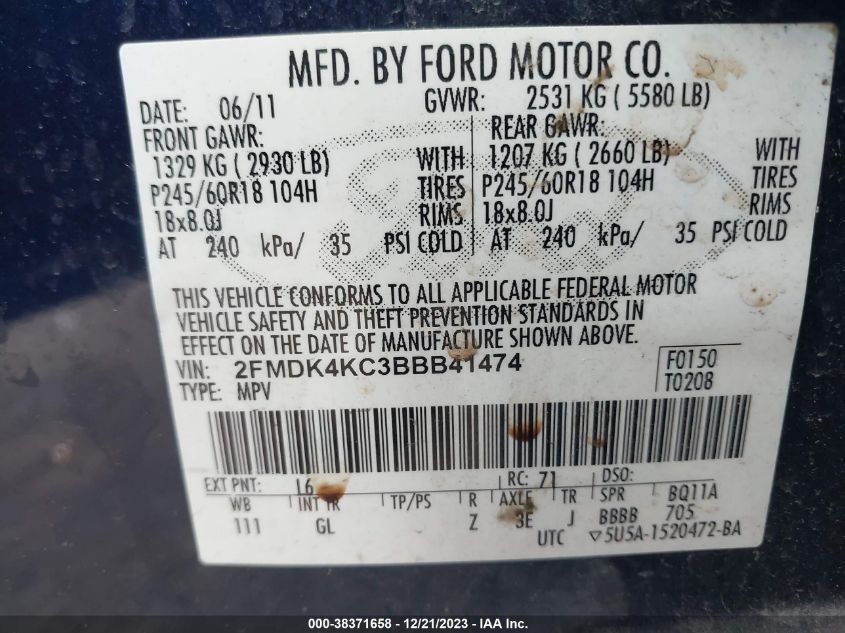 MFD. BY FORD MOTOR CO.
DATE: 06/11 GVWR: 2531 KG ( 5580 LB)
FRONT GAWR: REAR GAWR:
1329 KG ( 2930 LB) WITH 1207 KG ( 2660 LB) WITH
P245/60R18 104H TIRES P245/60R18 104H TIRES
18x8.0J RIMS 18x8.0J RIMS
AT 240 kPa/ 35 PSI COLD AT 240 kPa/ 35 PSI COLD
THIS VEHICLE CONFORMS TO ALL APPLICABLE FEDERAL MOTOR
VEHICLE SAFETY AND THEFT PREVENTION STANDARDS IN
EFFECT ON THE DATE OF MANUFACTURE SHOWN ABOVE.
VIN: 2FMDK4KC3BBB41474 F0150
TYPE: MPV T0208
EXT PNT: L6 RC: 71 DSO:
WB INT TR TP/PS R AXLE TR SPR BQ11A
111 GL Z 3E J BBBB 705
UTC ▽5U5A-1520472-BA
000-38371658 - 12/21/2023 - IAAI.com